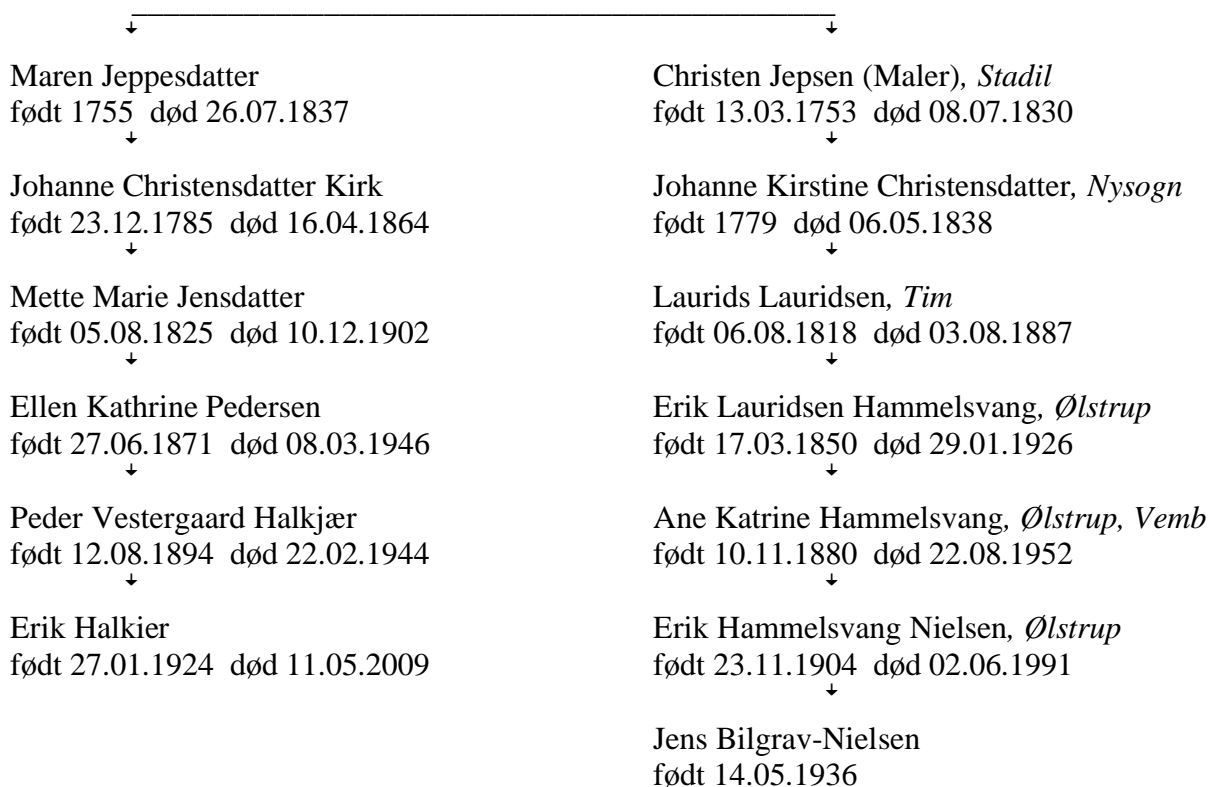 Maren Jeppesdatter
født 1755 død 26.07.1837
Johanne Christensdatter Kirk
født 23.12.1785 død 16.04.1864
Mette Marie Jensdatter
født 05.08.1825 død 10.12.1902
Ellen Kathrine Pedersen
født 27.06.1871 død 08.03.1946
Peder Vestergaard Halkjær
født 12.08.1894 død 22.02.1944
Erik Halkier
født 27.01.1924 død 11.05.2009
Christen Jepsen (Maler), Stadil
født 13.03.1753 død 08.07.1830
Johanne Kirstine Christensdatter, Nysogn
født 1779 død 06.05.1838
Laurids Lauridsen, Tim
født 06.08.1818 død 03.08.1887
Erik Lauridsen Hammelsvang, Ølstrup
født 17.03.1850 død 29.01.1926
Ane Katrine Hammelsvang, Ølstrup, Vemb
født 10.11.1880 død 22.08.1952
Erik Hammelsvang Nielsen, Ølstrup
født 23.11.1904 død 02.06.1991
Jens Bilgrav-Nielsen
født 14.05.1936